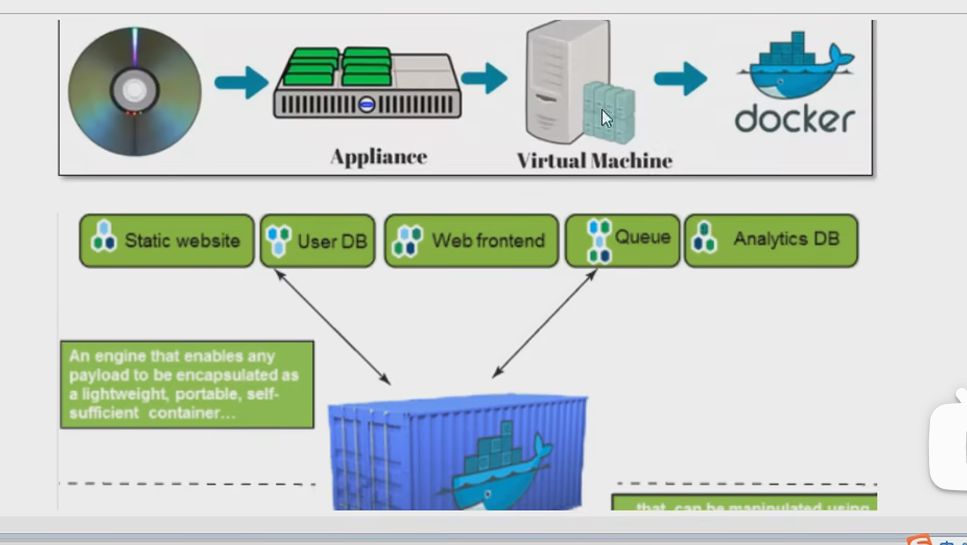 docker
Appliance
Virtual Machine
Static website
User DB
Web frontend
Queue
Analytics DB
An engine that enables any
payload to be encapsulated as
a lightweight, portable, self-
sufficient container…
that can be manipulated using